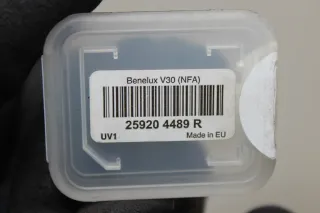 Benelux V30 (NFA)
25920 4489 R
UV1 Made in EU